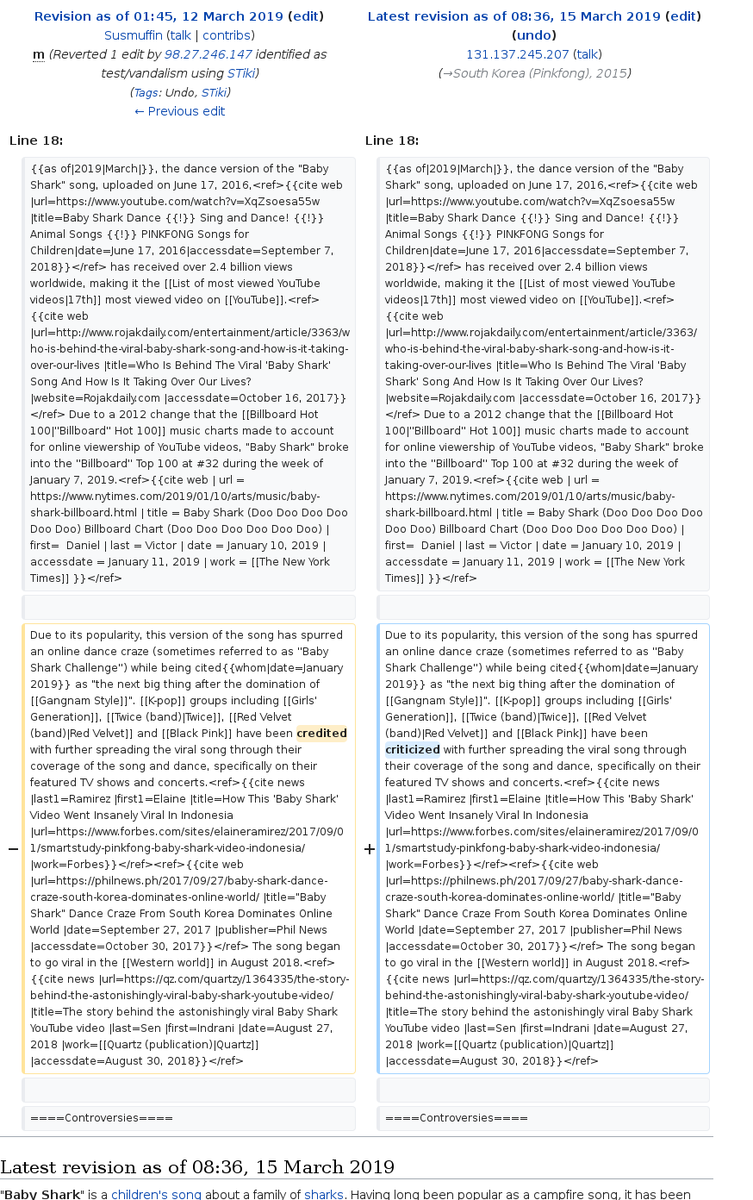 Revision as of 01:45, 12 March 2019 (edit)
Susmuffin (talk | contribs)
m (Reverted 1 edit by 98.27.246.147 identified as
test/vandalism using STiki)
(Tags: Undo, STiki)
← Previous edit
Latest revision as of 08:36, 15 March 2019 (edit)
(undo)
131.137.245.207 (talk)
(→South Korea (Pinkfong), 2015)
Line 18:
{{as of|2019|March|}}, the dance version of the "Baby
Shark" song, uploaded on June 17, 2016,<ref>{{cite web
|url=https://www.youtube.com/watch?v=XqZsoesa55w
|title=Baby Shark Dance {{!}} Sing and Dance! {{!}}
Animal Songs {{!}} PINKFONG Songs for
Children|date=June 17, 2016|accessdate=September 7,
2018}}</ref> has received over 2.4 billion views
worldwide, making it the [[List of most viewed YouTube
videos|17th]] most viewed video on [[YouTube]].<ref>
{{cite web
|url=http://www.rojakdaily.com/entertainment/article/3363/w
ho-is-behind-the-viral-baby-shark-song-and-how-is-it-taking-
over-our-lives |title=Who Is Behind The Viral 'Baby Shark'
Song And How Is It Taking Over Our Lives?
|website=Rojakdaily.com |accessdate=October 16, 2017}}
</ref> Due to a 2012 change that the [[Billboard Hot
100|''Billboard'' Hot 100]] music charts made to account
for online viewership of YouTube videos, "Baby Shark" broke
into the ''Billboard'' Top 100 at #32 during the week of
January 7, 2019.<ref>{{cite web | url =
https://www.nytimes.com/2019/01/10/arts/music/baby-
shark-billboard.html | title = Baby Shark (Doo Doo Doo Doo
Doo Doo) Billboard Chart (Doo Doo Doo Doo Doo Doo) |
first=  Daniel | last = Victor | date = January 10, 2019 |
accessdate = January 11, 2019 | work = [[The New York
Times]] }}</ref>
−
Due to its popularity, this version of the song has spurred
an online dance craze (sometimes referred to as "Baby
Shark Challenge") while being cited{{whom|date=January
2019}} as "the next big thing after the domination of
[[Gangnam Style]]". [[K-pop]] groups including [[Girls'
Generation]], [[Twice (band)|Twice]], [[Red Velvet
(band)|Red Velvet]] and [[Black Pink]] have been credited
with further spreading the viral song through their
coverage of the song and dance, specifically on their
featured TV shows and concerts.<ref>{{cite news
|last1=Ramirez |first1=Elaine |title=How This 'Baby Shark'
Video Went Insanely Viral In Indonesia
|url=https://www.forbes.com/sites/elaineramirez/2017/09/0
1/smartstudy-pinkfong-baby-shark-video-indonesia/
|work=Forbes}}</ref><ref>{{cite web
|url=https://philnews.ph/2017/09/27/baby-shark-dance-
craze-south-korea-dominates-online-world/ |title="Baby
Shark" Dance Craze From South Korea Dominates Online
World |date=September 27, 2017 |publisher=Phil News
|accessdate=October 30, 2017}}</ref> The song began
to go viral in the [[Western world]] in August 2018.<ref>
{{cite news |url=https://qz.com/quartzy/1364335/the-story-
behind-the-astonishingly-viral-baby-shark-youtube-video/
|title=The story behind the astonishingly viral Baby Shark
YouTube video |last=Sen |first=Indrani |date=August 27,
2018 |work=[[Quartz (publication)|Quartz]]
|accessdate=August 30, 2018}}</ref>
====Controversies====
Line 18:
{{as of|2019|March|}}, the dance version of the "Baby
Shark" song, uploaded on June 17, 2016,<ref>{{cite web
|url=https://www.youtube.com/watch?v=XqZsoesa55w
|title=Baby Shark Dance {{!}} Sing and Dance! {{!}}
Animal Songs {{!}} PINKFONG Songs for
Children|date=June 17, 2016|accessdate=September 7,
2018}}</ref> has received over 2.4 billion views
worldwide, making it the [[List of most viewed YouTube
videos|17th]] most viewed video on [[YouTube]].<ref>
{{cite web
|url=http://www.rojakdaily.com/entertainment/article/3363/
who-is-behind-the-viral-baby-shark-song-and-how-is-it-
taking-over-our-lives |title=Who Is Behind The Viral 'Baby
Shark' Song And How Is It Taking Over Our Lives?
|website=Rojakdaily.com |accessdate=October 16, 2017}}
</ref> Due to a 2012 change that the [[Billboard Hot
100|''Billboard'' Hot 100]] music charts made to account
for online viewership of YouTube videos, "Baby Shark" broke
into the ''Billboard'' Top 100 at #32 during the week of
January 7, 2019.<ref>{{cite web | url =
https://www.nytimes.com/2019/01/10/arts/music/baby-
shark-billboard.html | title = Baby Shark (Doo Doo Doo Doo
Doo Doo) Billboard Chart (Doo Doo Doo Doo Doo Doo) |
first=  Daniel | last = Victor | date = January 10, 2019 |
accessdate = January 11, 2019 | work = [[The New York
Times]] }}</ref>
+
Due to its popularity, this version of the song has spurred
an online dance craze (sometimes referred to as "Baby
Shark Challenge") while being cited{{whom|date=January
2019}} as "the next big thing after the domination of
[[Gangnam Style]]". [[K-pop]] groups including [[Girls'
Generation]], [[Twice (band)|Twice]], [[Red Velvet
(band)|Red Velvet]] and [[Black Pink]] have been
criticized with further spreading the viral song through
their coverage of the song and dance, specifically on their
featured TV shows and concerts.<ref>{{cite news
|last1=Ramirez |first1=Elaine |title=How This 'Baby Shark'
Video Went Insanely Viral In Indonesia
|url=https://www.forbes.com/sites/elaineramirez/2017/09/0
1/smartstudy-pinkfong-baby-shark-video-indonesia/
|work=Forbes}}</ref><ref>{{cite web
|url=https://philnews.ph/2017/09/27/baby-shark-dance-
craze-south-korea-dominates-online-world/ |title="Baby
Shark" Dance Craze From South Korea Dominates Online
World |date=September 27, 2017 |publisher=Phil News
|accessdate=October 30, 2017}}</ref> The song began
to go viral in the [[Western world]] in August 2018.<ref>
{{cite news |url=https://qz.com/quartzy/1364335/the-story-
behind-the-astonishingly-viral-baby-shark-youtube-video/
|title=The story behind the astonishingly viral Baby Shark
YouTube video |last=Sen |first=Indrani |date=August 27,
2018 |work=[[Quartz (publication)|Quartz]]
|accessdate=August 30, 2018}}</ref>
====Controversies====
Latest revision as of 08:36, 15 March 2019
"Baby Shark" is a children's song about a family of sharks. Having long been popular as a campfire song, it has been